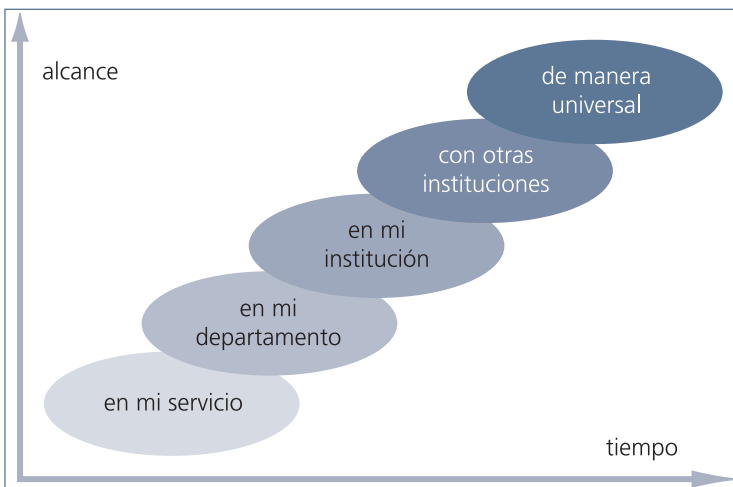 alcance
de manera
universal
con otras
instituciones
en mi
institución
en mi
departamento
en mi servicio
tiempo